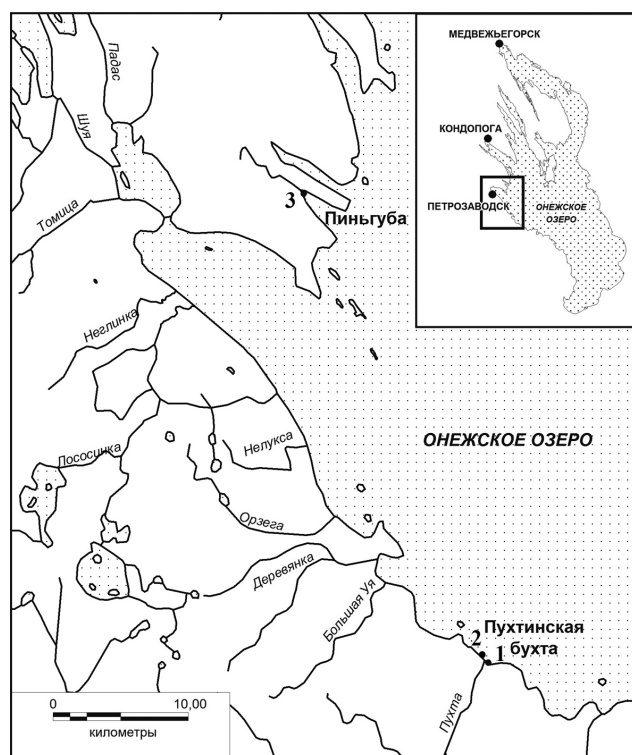 Падас
Шуя
Томица
3
Пиньгуба
МЕДВЕЖЬЕГОРСК
КОНДОПОГА
ПЕТРОЗАВОДСК
ОНЕЖСКОЕ
ОЗЕРО
Неглинка
Лососинка
Нелукса
ОНЕЖСКОЕ ОЗЕРО
Орзега
Деревянка
Большая Уя
2 Пухтинская
1 бухта
Пухта
0 10,00
километры